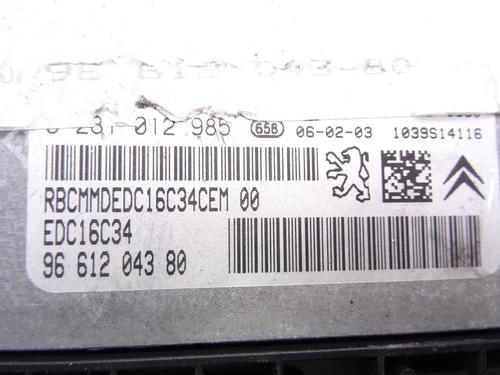 96 612 043-80
0 281 012 985 658 06-02-03 1039S14116
RBCMMDEDC16C34CEM 00
EDC16C34
96 612 043 80